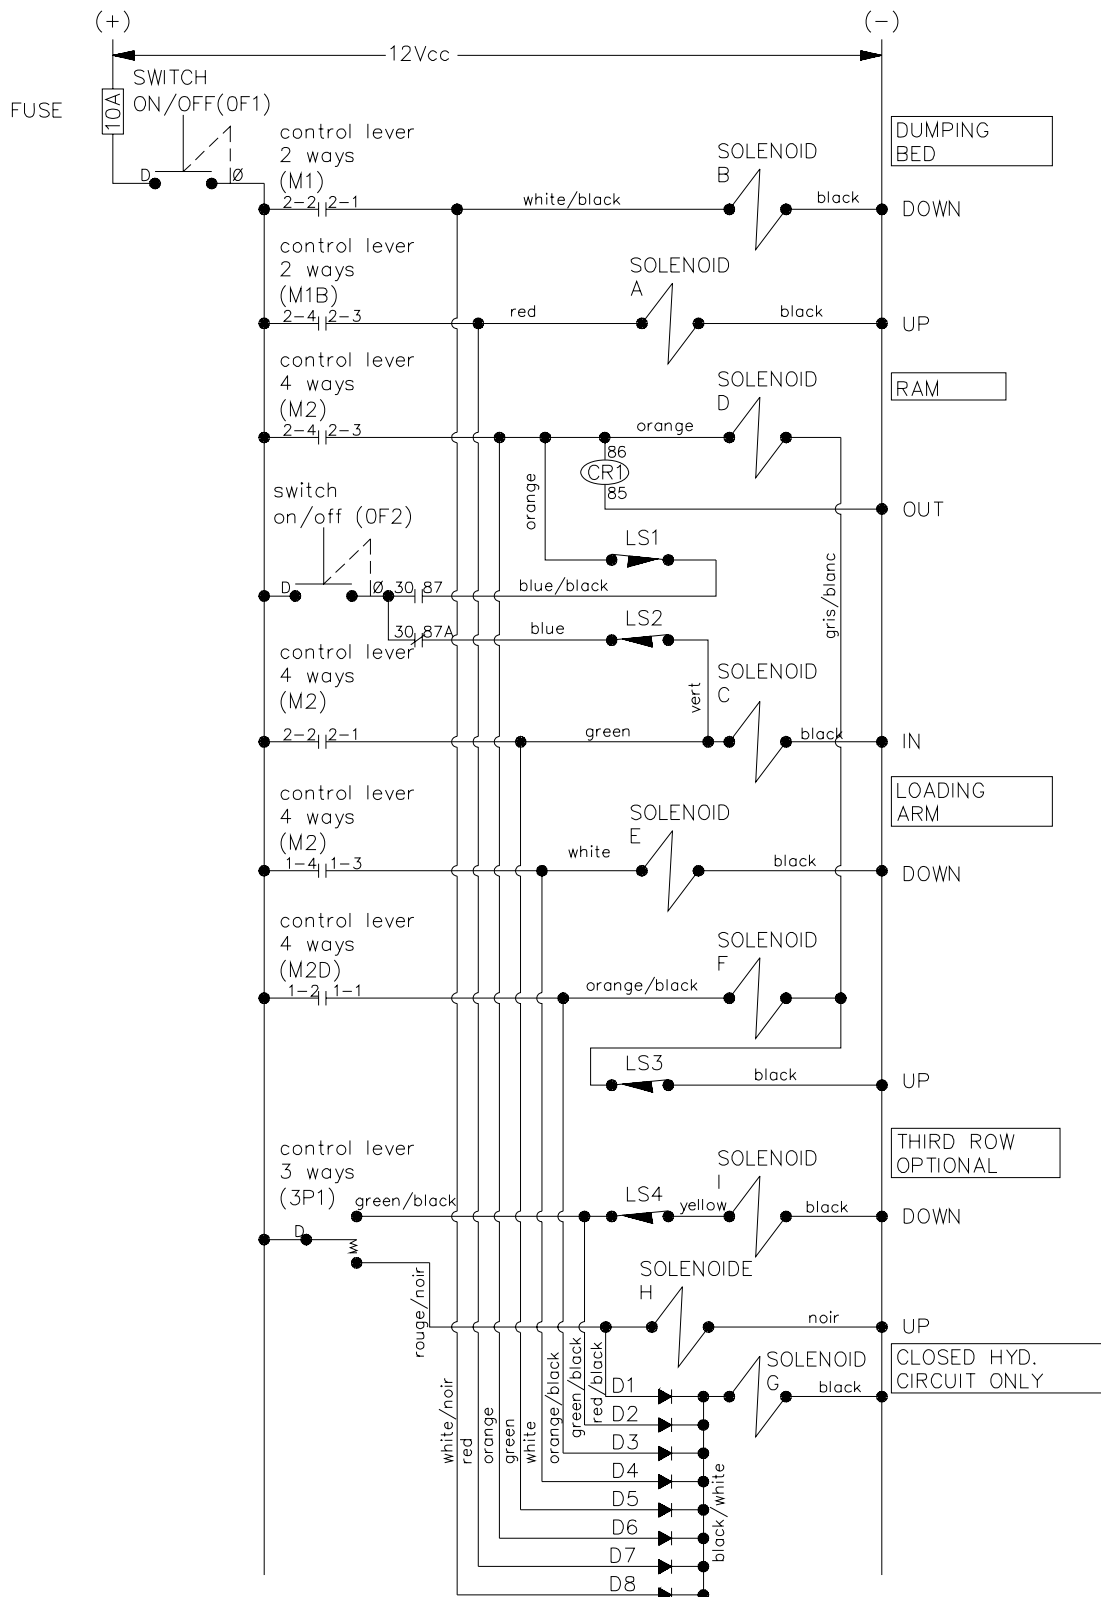 (+)
(-)
12Vcc
SWITCH
ON/OFF(OF1)
FUSE
10A
D
Ø
control lever
2 ways
(M1)
2-2
2-1
white/black
SOLENOID
B
black
DUMPING
BED
DOWN
control lever
2 ways
(M1B)
2-4
2-3
red
SOLENOID
A
black
UP
control lever
4 ways
(M2)
2-4
2-3
orange
SOLENOID
D
RAM
86
CR1
85
orange
OUT
switch
on/off (OF2)
D
Ø
LS1
30
87
blue/black
gris/blanc
30
87A
blue
LS2
control lever
4 ways
(M2)
2-2
2-1
green
vert
SOLENOID
C
black
IN
LOADING
ARM
control lever
4 ways
(M2)
1-4
1-3
white
SOLENOID
E
black
DOWN
control lever
4 ways
(M2D)
1-2
1-1
orange/black
SOLENOID
F
LS3
black
UP
control lever
3 ways
(3P1)
D
green/black
LS4
yellow
SOLENOID
I
black
THIRD ROW
OPTIONAL
DOWN
rouge/noir
SOLENOIDE
H
noir
UP
CLOSED HYD.
CIRCUIT ONLY
SOLENOID
G
black
white/noir
red
orange
green
white
orange/black
green/black
red/black
D1
D2
D3
D4
D5
D6
D7
D8
black/white